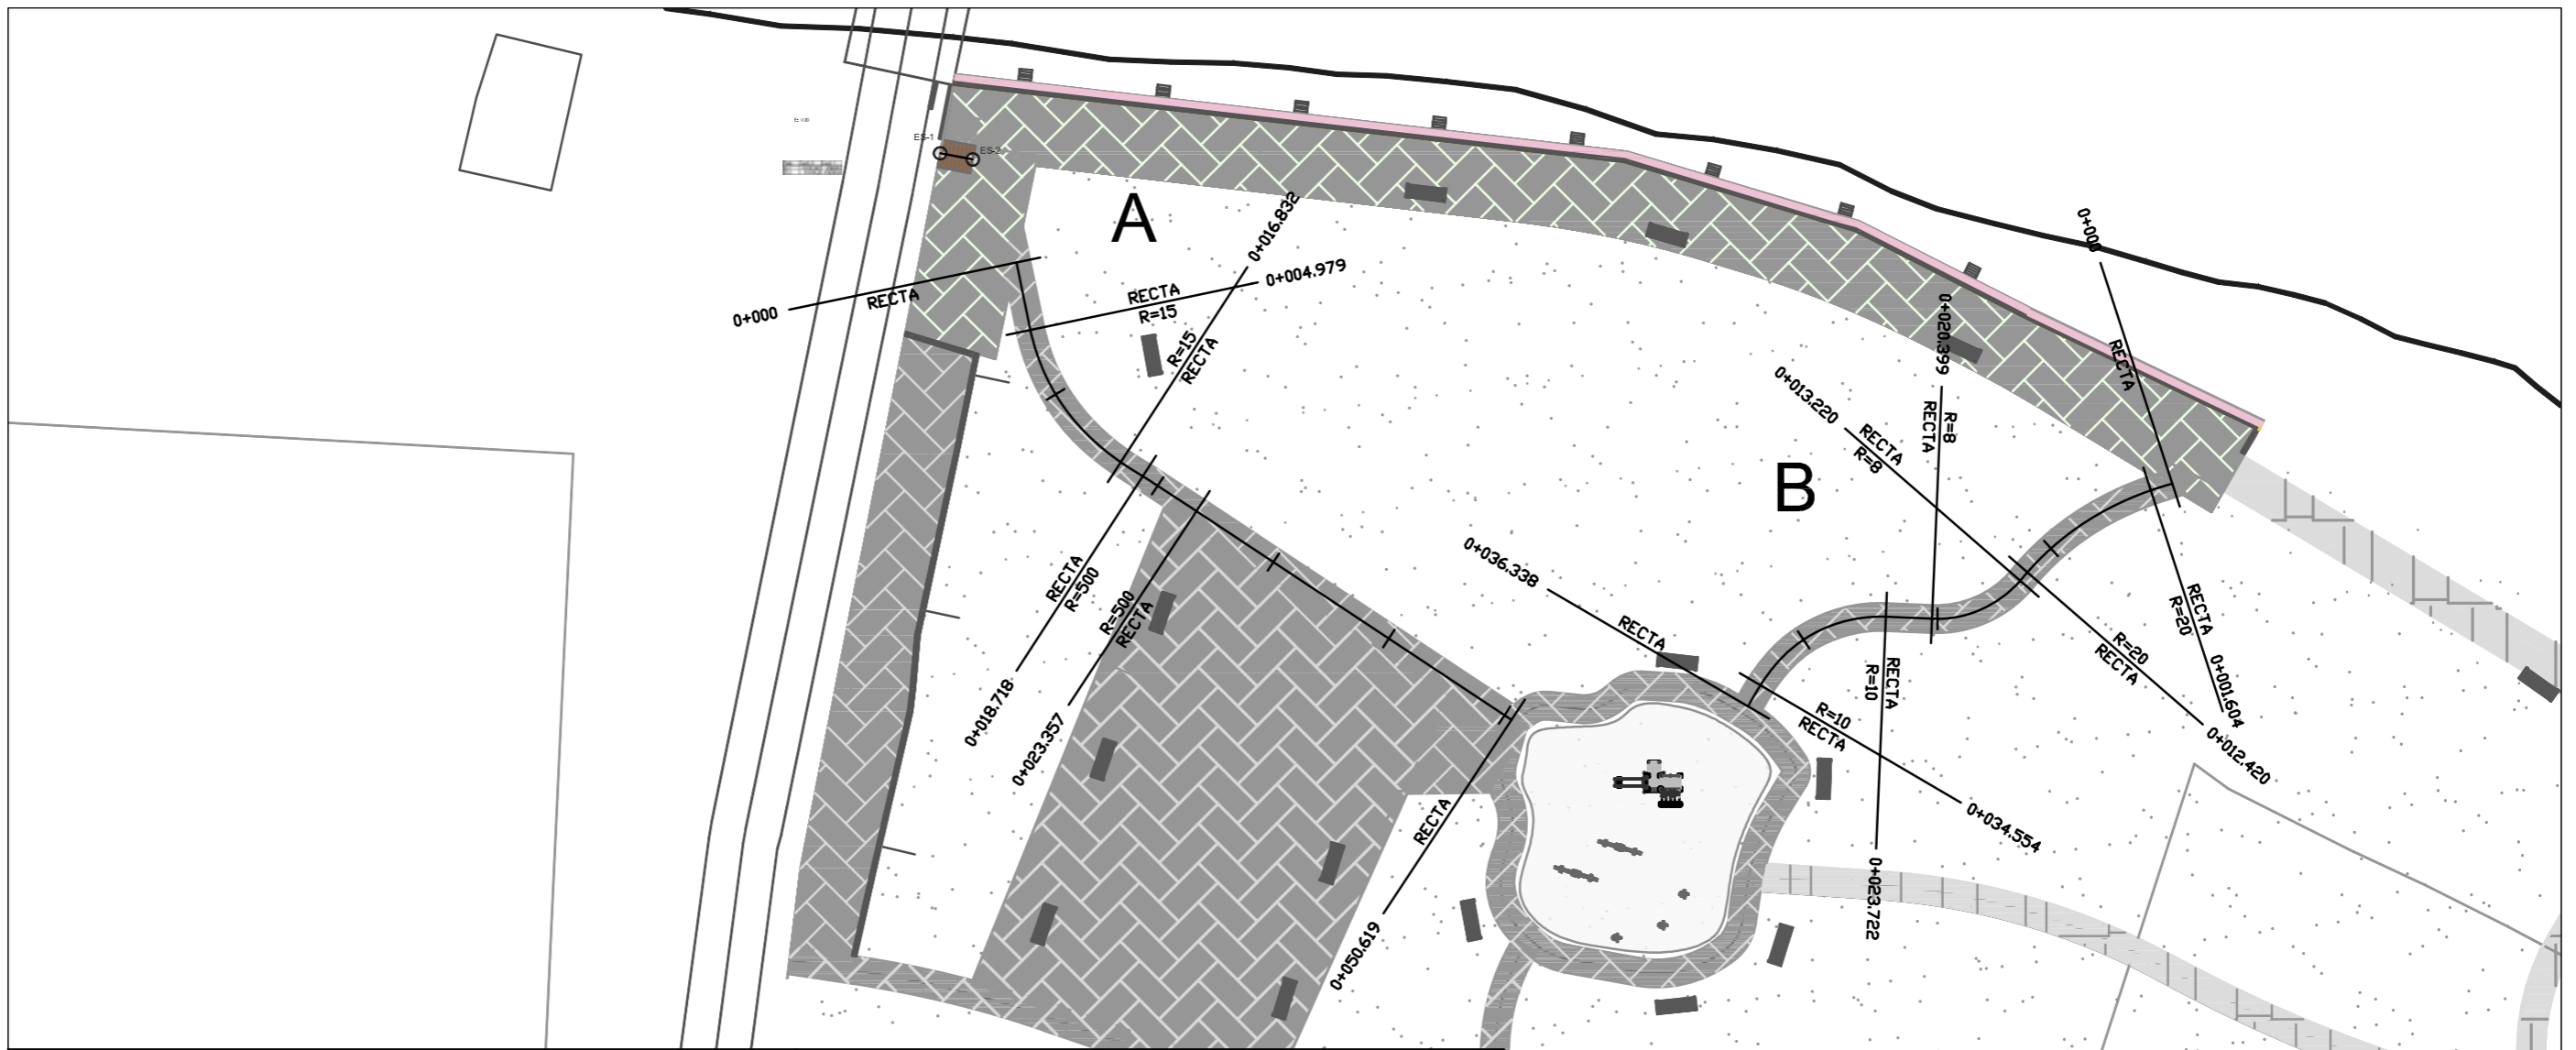 ES-1
ES-2
A
0+016.832
0+000
RECTA
RECTA
R=15
0+004.979
R=15
RECTA
0+000
RECTA
0+020.399
R=8
RECTA
0+013.220
RECTA
R=8
B
RECTA
R=500
0+018.718
R=500
RECTA
0+023.357
0+036.338
RECTA
RECTA
R=20
0+001.604
R=20
RECTA
0+012.420
RECTA
R=10
0+023.722
R=10
RECTA
0+034.554
RECTA
0+050.619